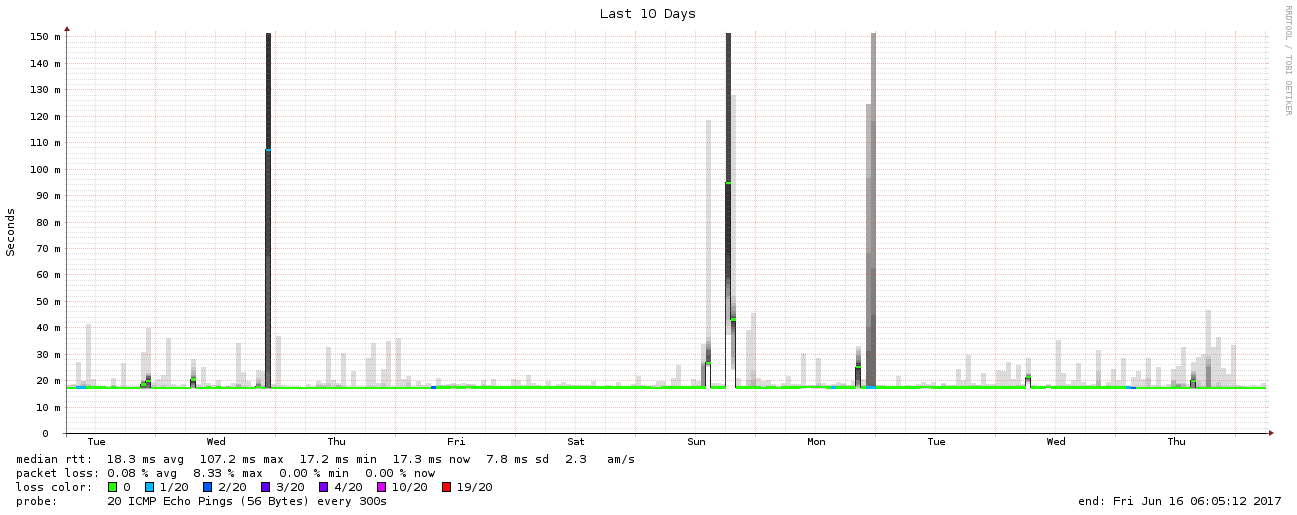 Last 10 Days
RRDTOOL / TOBI OETIKER
Seconds
150 m
140 m
130 m
120 m
110 m
100 m
90 m
80 m
70 m
60 m
50 m
40 m
30 m
20 m
10 m
0
Tue Wed Thu Fri Sat Sun Mon Tue Wed Thu
median rtt: 18.3 ms avg 107.2 ms max 17.2 ms min 17.3 ms now 7.8 ms sd 2.3 am/s
packet loss: 0.08 % avg 8.33 % max 0.00 % min 0.00 % now
loss color: 0 1/20 2/20 3/20 4/20 10/20 19/20
probe: 20 ICMP Echo Pings (56 Bytes) every 300s end: Fri Jun 16 06:05:12 2017